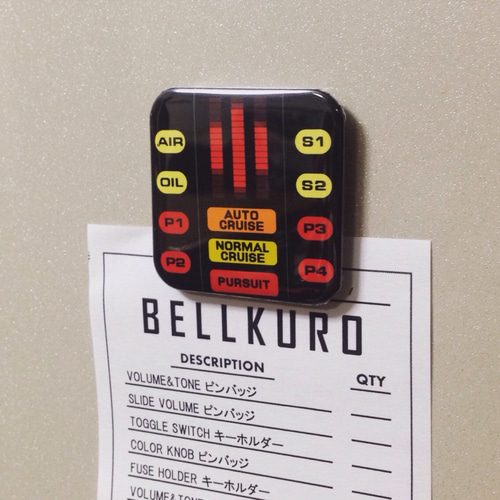 AIR
S1
OIL
S2
P1
AUTO
CRUISE
P3
P2
NORMAL
CRUISE
P4
PURSUIT
BELLKURO
DESCRIPTION
QTY
VOLUME&TONE ピンバッジ
SLIDE VOLUME ピンバッジ
TOGGLE SWITCH キーホルダー
COLOR KNOB ピンバッジ
FUSE HOLDER キーホルダー
VOLUME&TONE